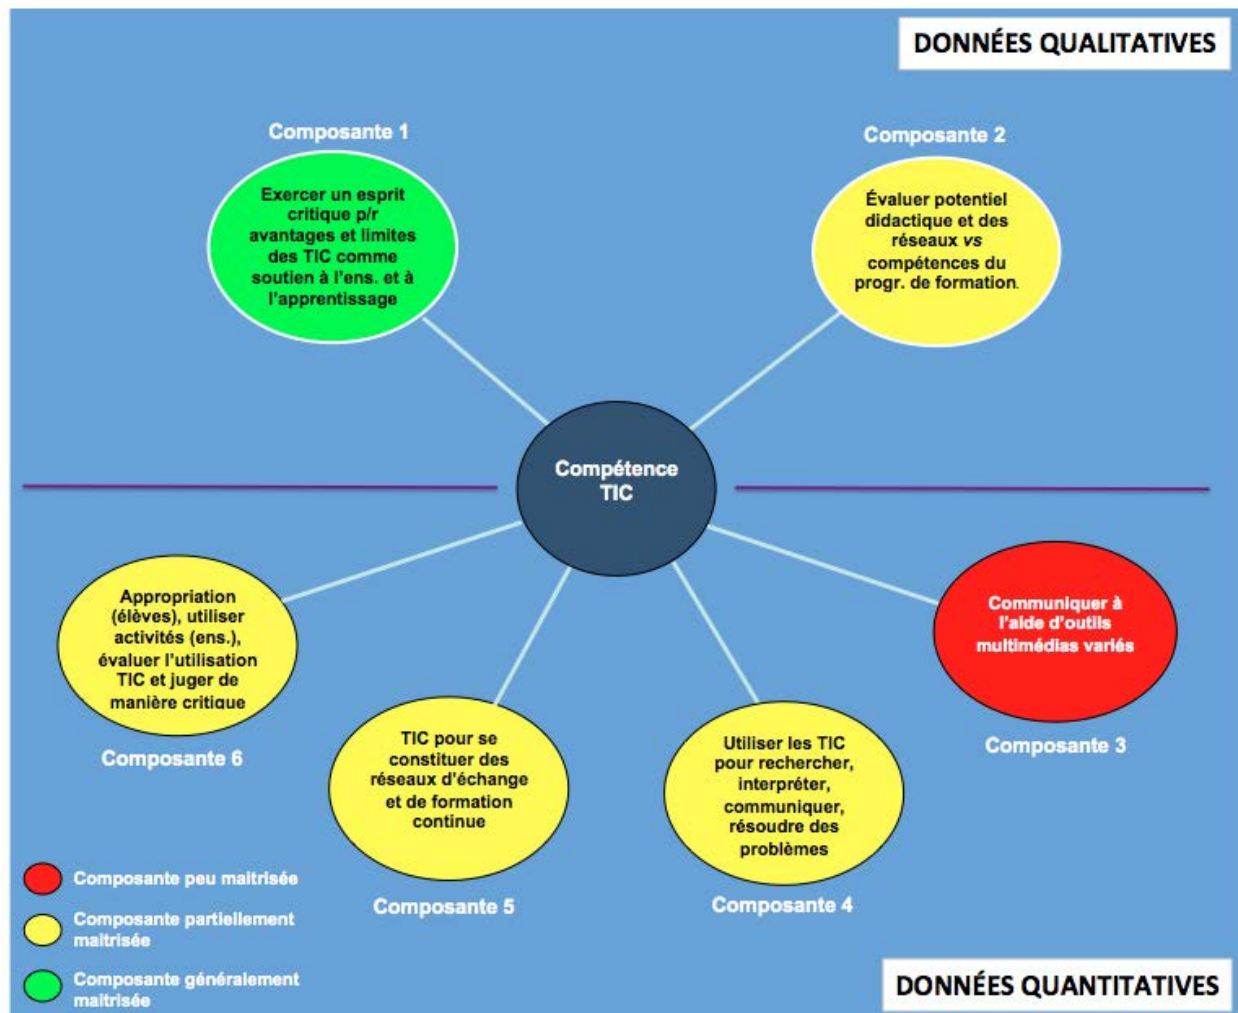 DONNÉES QUALITATIVES
Composante 1
Exercer un esprit
critique p/r
avantages et limites
des TIC comme
soutien à l'ens. et à
l'apprentissage
Composante 2
Évaluer potentiel
didactique et des
réseaux vs
compétences du
progr. de formation.
Compétence
TIC
Appropriation
(élèves), utiliser
activités (ens.),
évaluer l'utilisation
TIC et juger de
manière critique
Composante 6
TIC pour se
constituer des
réseaux d'échange
et de formation
continue
Composante 5
Utiliser les TIC
pour rechercher,
interpréter,
communiquer,
résoudre des
problèmes
Composante 4
Communiquer à
l'aide d'outils
multimédias variés
Composante 3
Composante peu maitrisée
Composante partiellement
maitrisée
Composante généralement
maitrisée
DONNÉES QUANTITATIVES